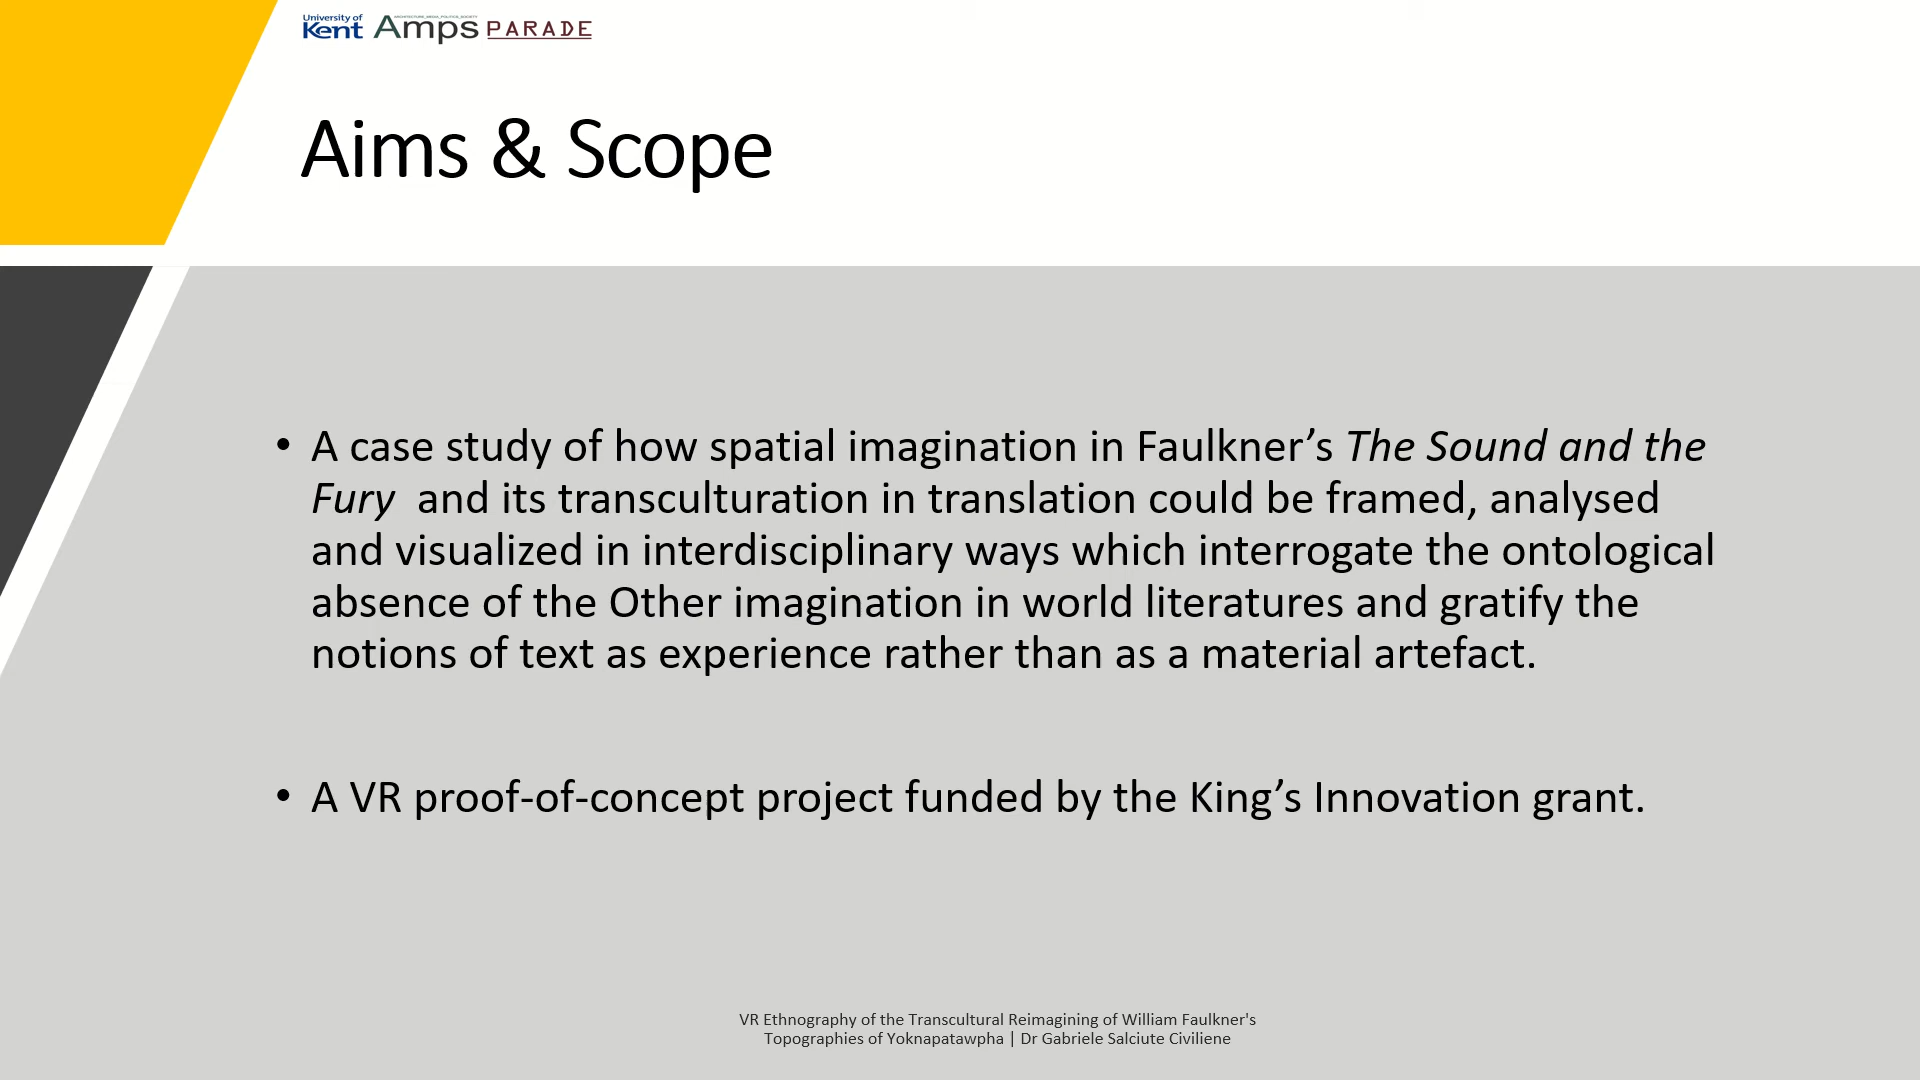 University of
Kent Amps PARADE
Aims & Scope
• A case study of how spatial imagination in Faulkner’s The Sound and the
Fury and its transculturation in translation could be framed, analysed
and visualized in interdisciplinary ways which interrogate the ontological
absence of the Other imagination in world literatures and gratify the
notions of text as experience rather than as a material artefact.
• A VR proof-of-concept project funded by the King’s Innovation grant.
VR Ethnography of the Transcultural Reimagining of William Faulkner's
Topographies of Yoknapatawpha | Dr Gabriele Salciute Civiliene